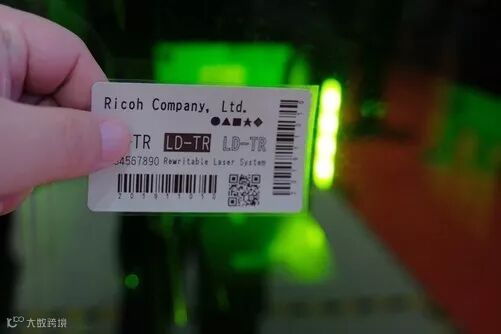 Ricoh Company, Ltd.
●▲■★◆
TR LD-TR LD-TR
34567890 Rewritable Laser System
大数跨境